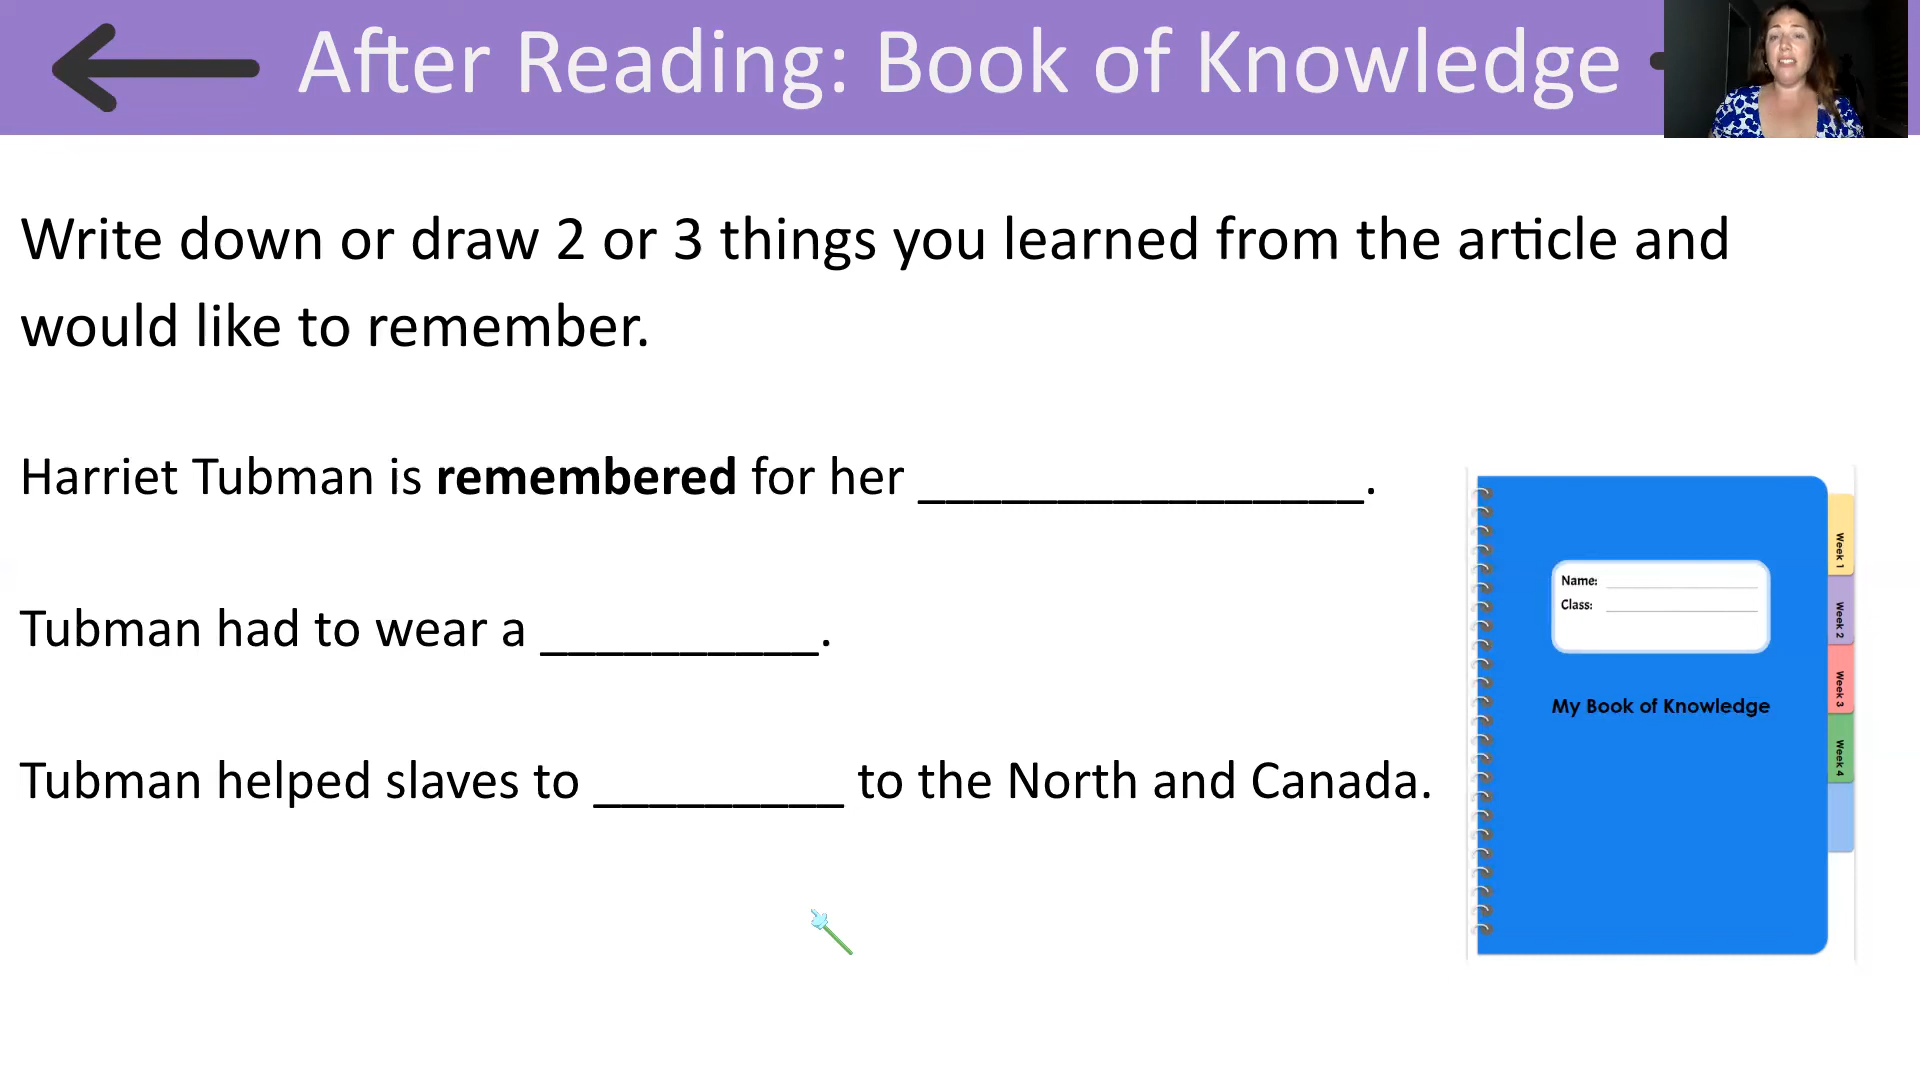 After Reading: Book of Knowledge
Write down or draw 2 or 3 things you learned from the article and
would like to remember.
Harriet Tubman is remembered for her ________________.
Tubman had to wear a __________.
Tubman helped slaves to _________ to the North and Canada.
Name:
Class:
My Book of Knowledge
Week 1
Week 2
Week 3
Week 4